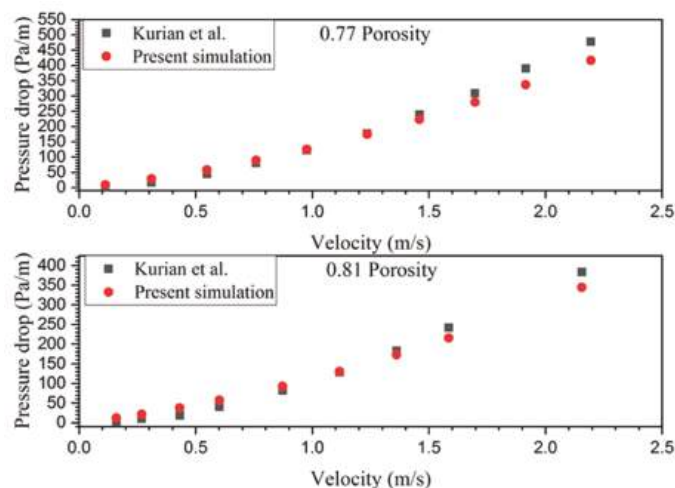 550
500
450
400
350
300
250
200
150
100
50
0
Pressure drop (Pa/m)
Kurian et al.
Present simulation
0.77 Porosity
0.0 0.5 1.0 1.5 2.0 2.5
Velocity (m/s)
400
350
300
250
200
150
100
50
0
Pressure drop (Pa/m)
Kurian et al.
Present simulation
0.81 Porosity
0.0 0.5 1.0 1.5 2.0 2.5
Velocity (m/s)